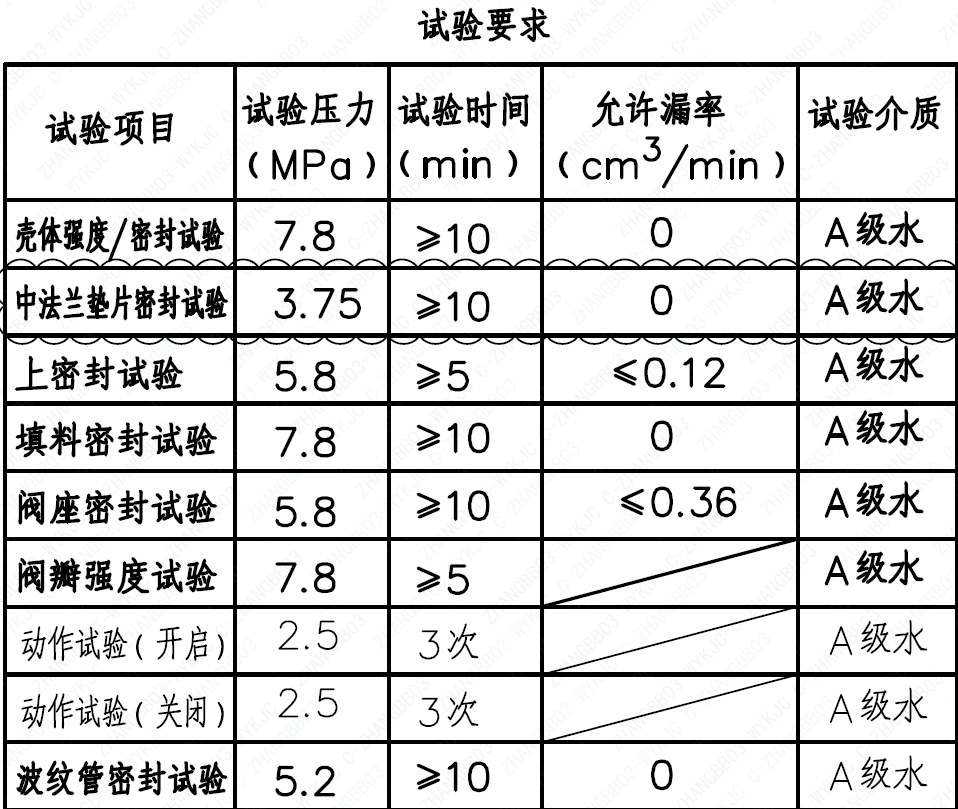 试验要求
试验项目 试验压力(MPa) 试验时间(min) 允许漏率(cm³/min) 试验介质
壳体强度/密封试验 7.8 ≥10 0 A级水
中法兰垫片密封试验 3.75 ≥10 0 A级水
上密封试验 5.8 ≥5 ≤0.12 A级水
填料密封试验 7.8 ≥10 0 A级水
阀座密封试验 5.8 ≥10 ≤0.36 A级水
阀瓣强度试验 7.8 ≥5 A级水
动作试验(开启) 2.5 3次 A级水
动作试验(关闭) 2.5 3次 A级水
波纹管密封试验 5.2 ≥10 0 A级水